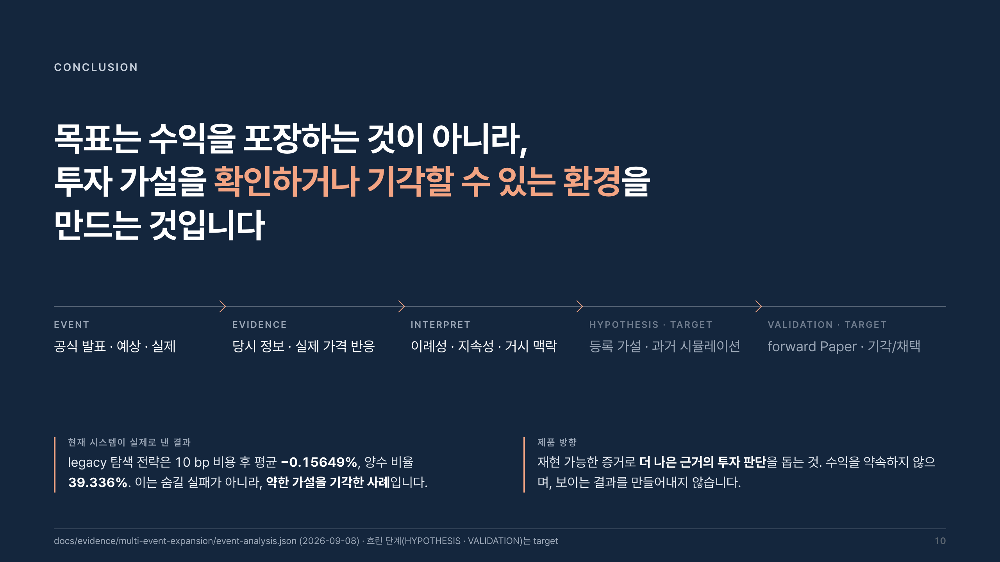 CONCLUSION
목표는 수익을 포장하는 것이 아니라,
투자 가설을 확인하거나 기각할 수 있는 환경을
만드는 것입니다
EVENT
공식 발표 · 예상 · 실제
EVIDENCE
당시 정보 · 실제 가격 반응
INTERPRET
이례성 · 지속성 · 거시 맥락
HYPOTHESIS · TARGET
등록 가설 · 과거 시뮬레이션
VALIDATION · TARGET
forward Paper · 기각/채택
현재 시스템이 실제로 낸 결과
legacy 탐색 전략은 10 bp 비용 후 평균 −0.15649%, 양수 비율
39.336%. 이는 숨길 실패가 아니라, 약한 가설을 기각한 사례입니다.
제품 방향
재현 가능한 증거로 더 나은 근거의 투자 판단을 돕는 것. 수익을 약속하지 않으
며, 보이는 결과를 만들어내지 않습니다.
docs/evidence/multi-event-expansion/event-analysis.json (2026-09-08) · 흐린 단계(HYPOTHESIS · VALIDATION)는 target
10